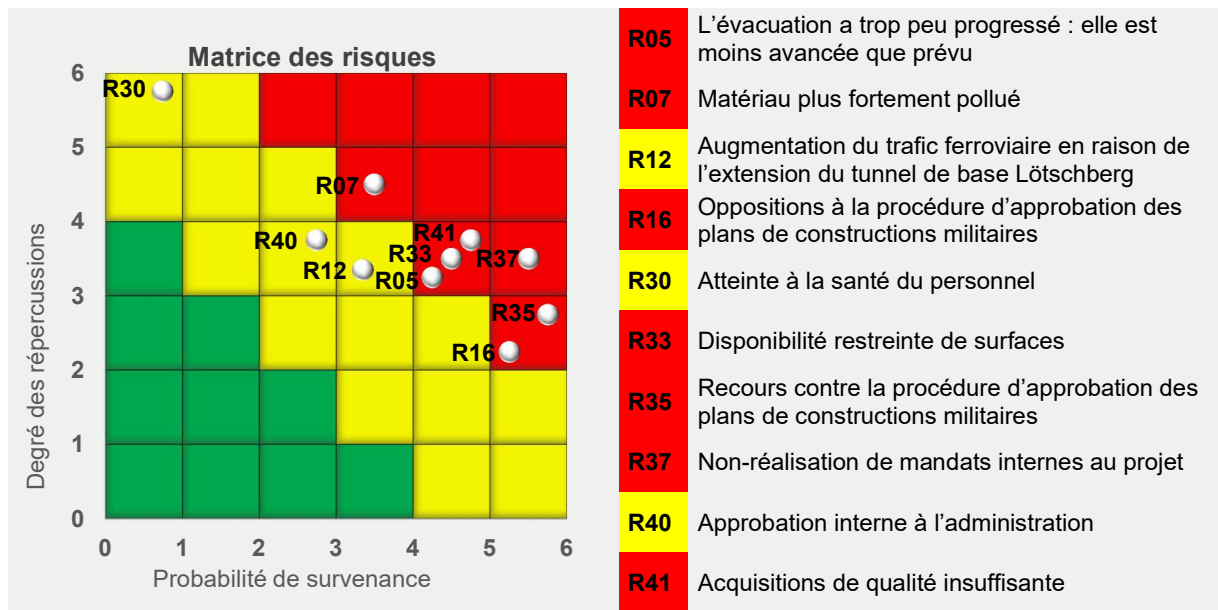 Matrice des risques
6
5
4
3
2
1
0
Degré des répercussions
R30
R07
R40
R41
R33
R37
R12
R05
R35
R16
0 1 2 3 4 5 6
Probabilité de survenance
R05 L’évacuation a trop peu progressé : elle est
moins avancée que prévu
R07 Matériau plus fortement pollué
R12 Augmentation du trafic ferroviaire en raison de
l’extension du tunnel de base Lötschberg
R16 Oppositions à la procédure d’approbation des
plans de constructions militaires
R30 Atteinte à la santé du personnel
R33 Disponibilité restreinte de surfaces
R35 Recours contre la procédure d’approbation des
plans de constructions militaires
R37 Non-réalisation de mandats internes au projet
R40 Approbation interne à l’administration
R41 Acquisitions de qualité insuffisante